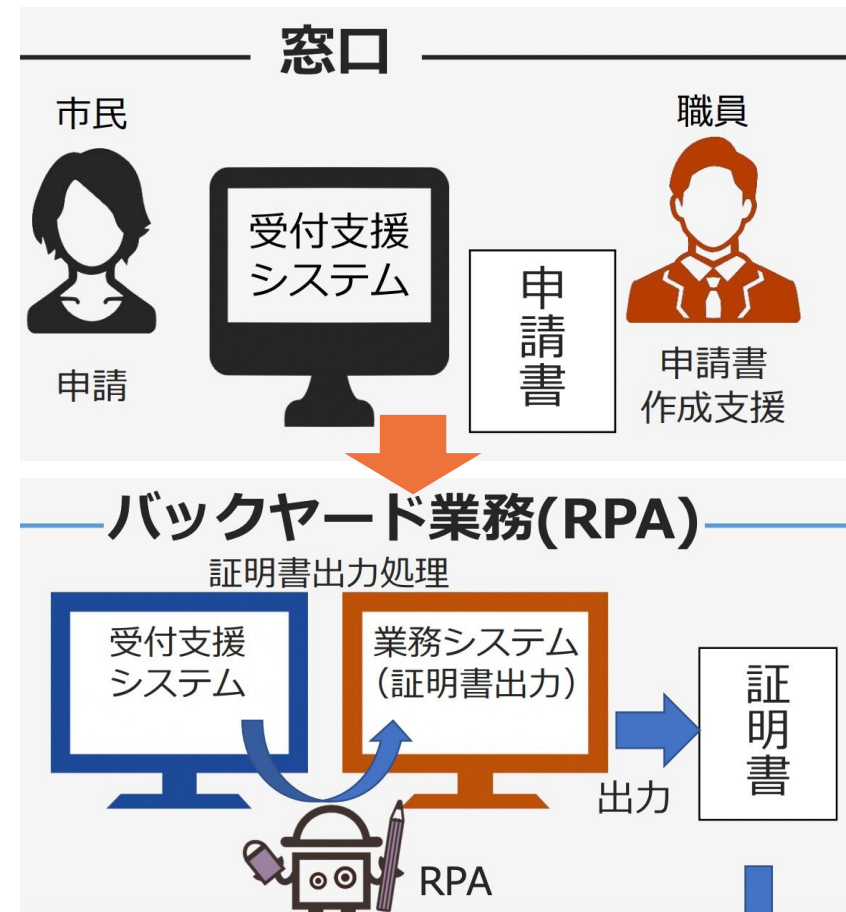 窓口
市民
職員
受付支援
システム
申請書
申請
申請書
作成支援
バックヤード業務(RPA)
証明書出力処理
受付支援
システム
業務システム
(証明書出力)
証明書
出力
RPA